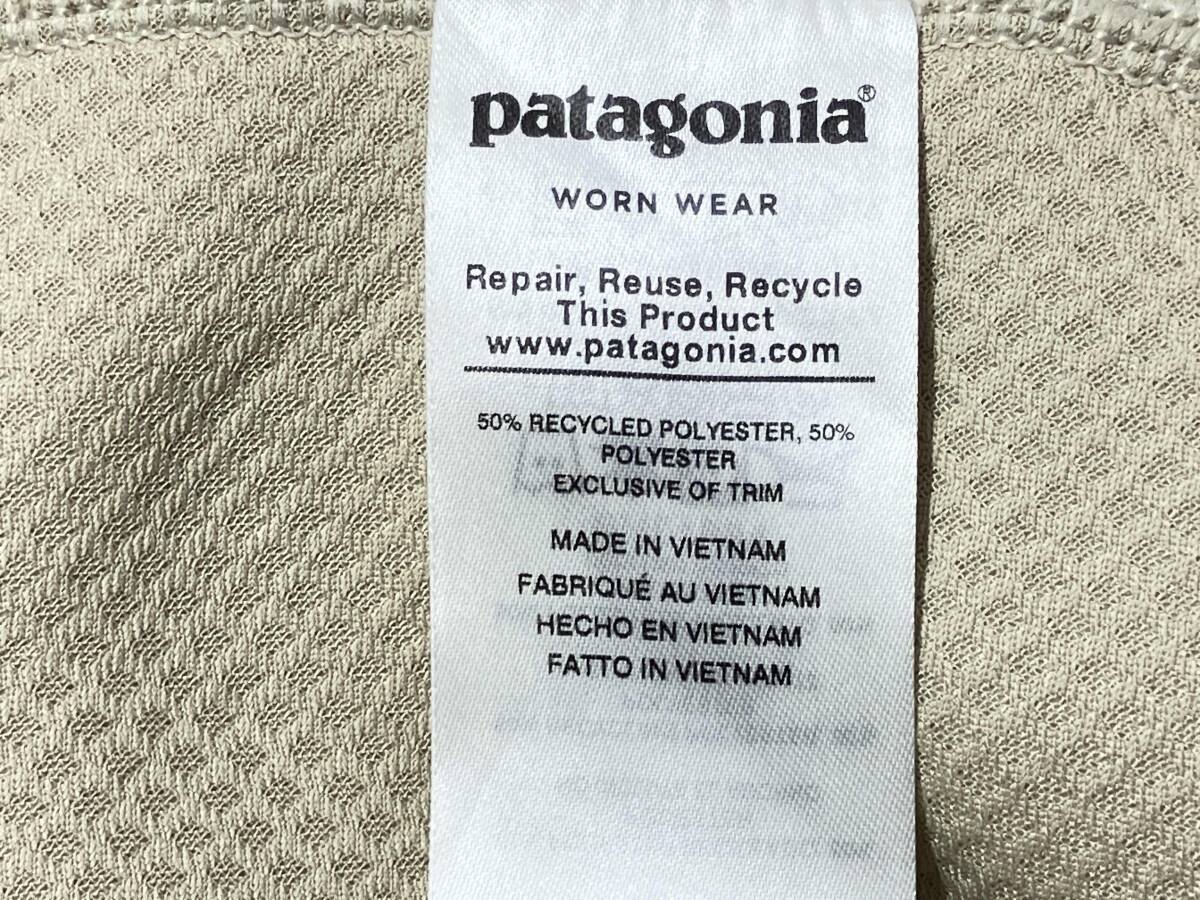 patagonia®
WORN WEAR
Repair, Reuse, Recycle
This Product
www.patagonia.com
50% RECYCLED POLYESTER, 50%
POLYESTER
EXCLUSIVE OF TRIM
MADE IN VIETNAM
FABRIQUÉ AU VIETNAM
HECHO EN VIETNAM
FATTO IN VIETNAM